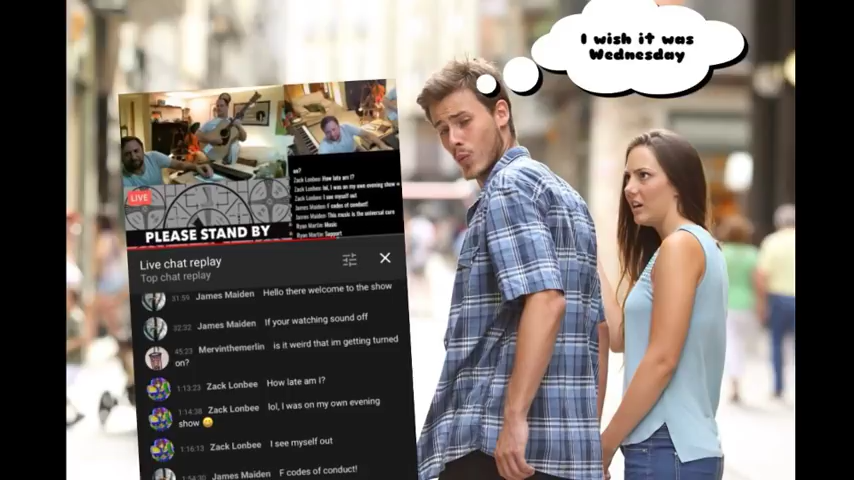 I wish it was
Wednesday
on?
Zack Lonbee: How late am I?
Zack Lonbee: lol, I was on my own evening show
Zack Lonbee: I see myself out
James Maiden: F codes of conduct!
James Maiden: This music is the universal care
Ryan Martin: Music
Ryan Martin: Support
LIVE
PLEASE STAND BY
Live chat replay
Top chat replay
31:59 James Maiden Hello there welcome to the show
32:32 James Maiden If your watching sound off
45:23 Mervinthemerlin is it weird that im getting turned
on?
1:13:23 Zack Lonbee How late am I?
1:14:38 Zack Lonbee lol, I was on my own evening
show 😀
1:16:13 Zack Lonbee I see myself out
1:54:30 James Maiden F codes of conduct!